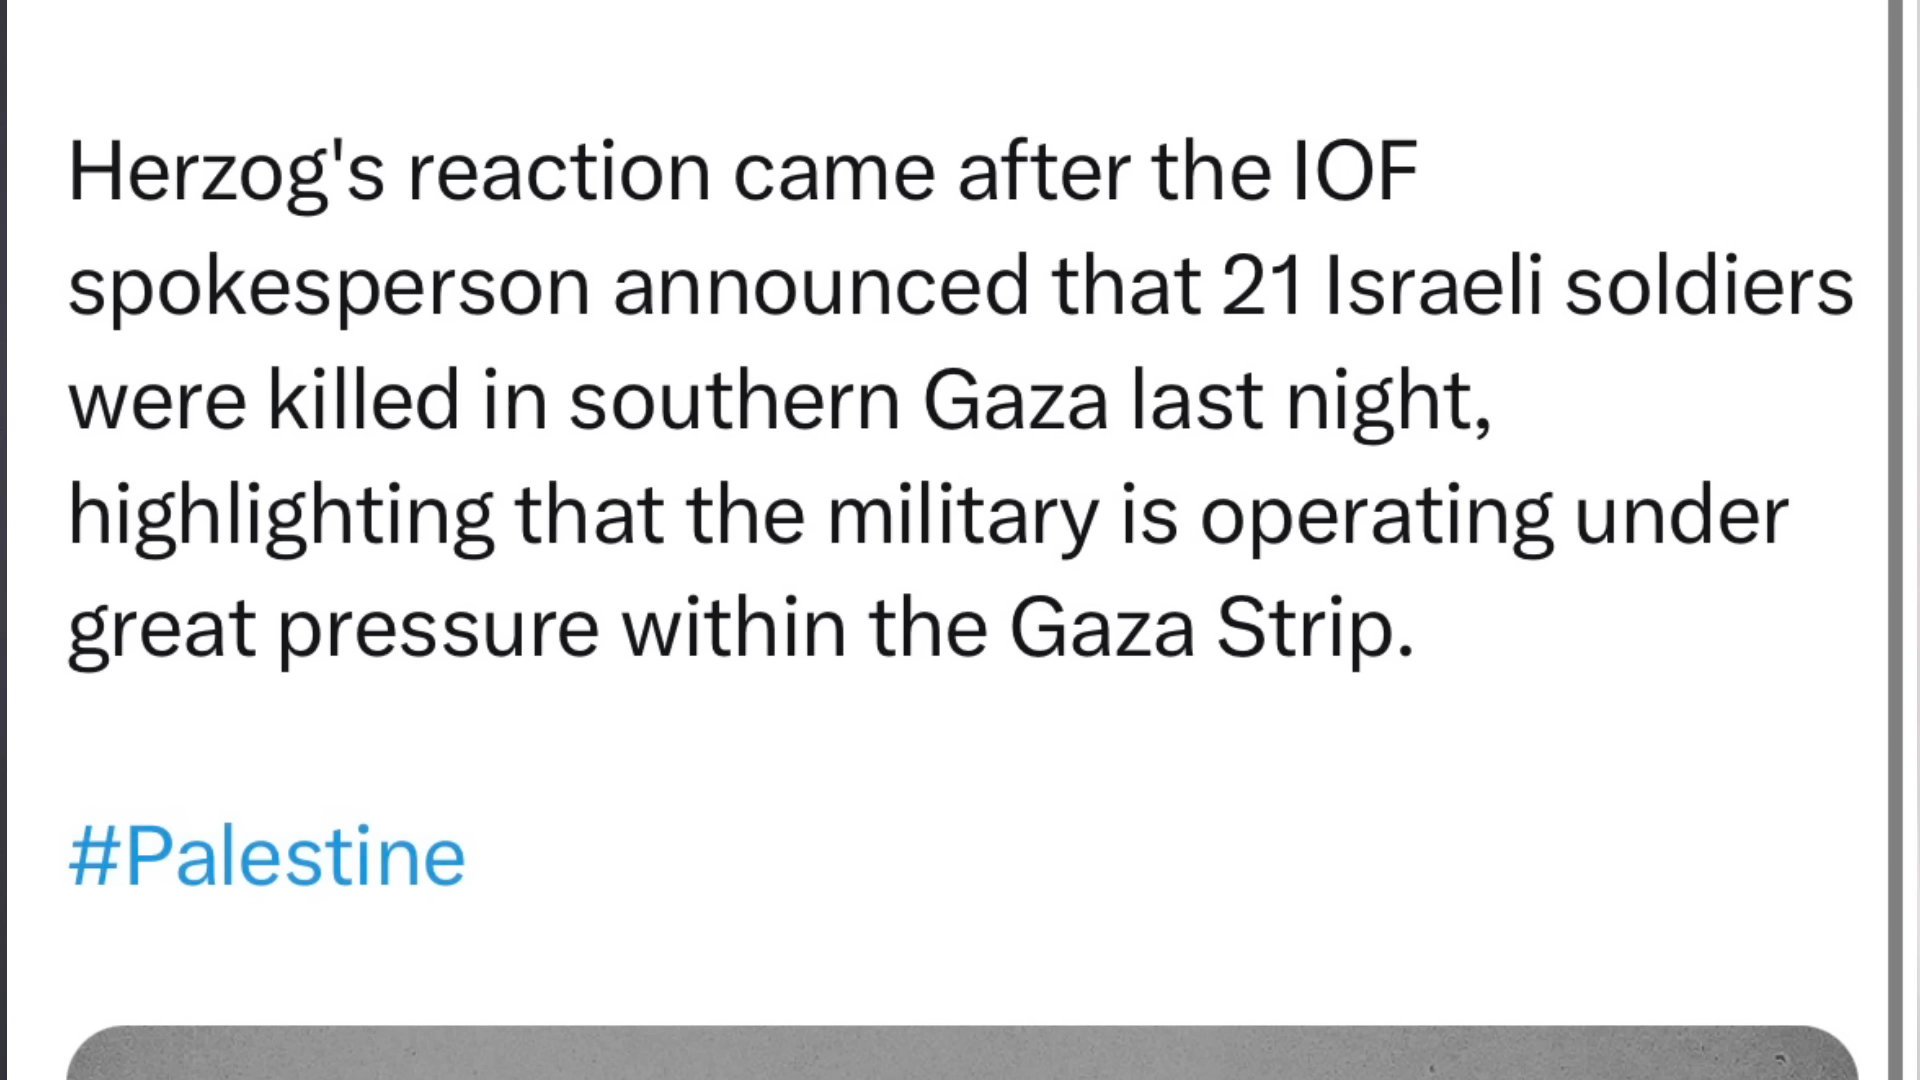 Herzog's reaction came after the IOF
spokesperson announced that 21 Israeli soldiers
were killed in southern Gaza last night,
highlighting that the military is operating under
great pressure within the Gaza Strip.
#Palestine